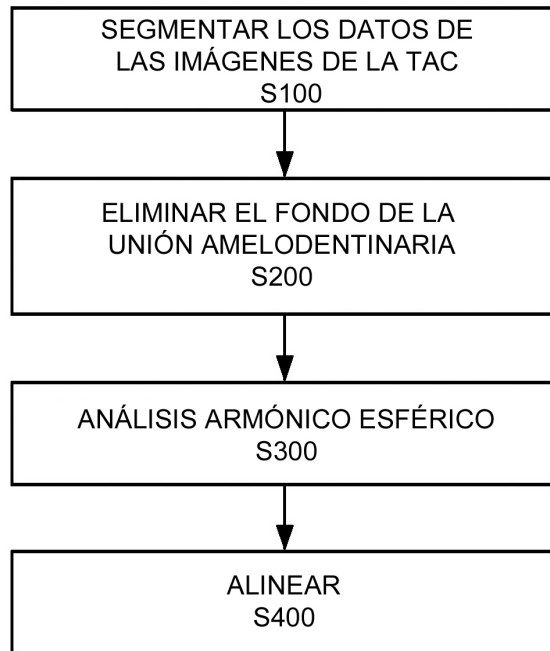 SEGMENTAR LOS DATOS DE
LAS IMÁGENES DE LA TAC
S100
ELIMINAR EL FONDO DE LA
UNIÓN AMELODENTINARIA
S200
ANÁLISIS ARMÓNICO ESFÉRICO
S300
ALINEAR
S400